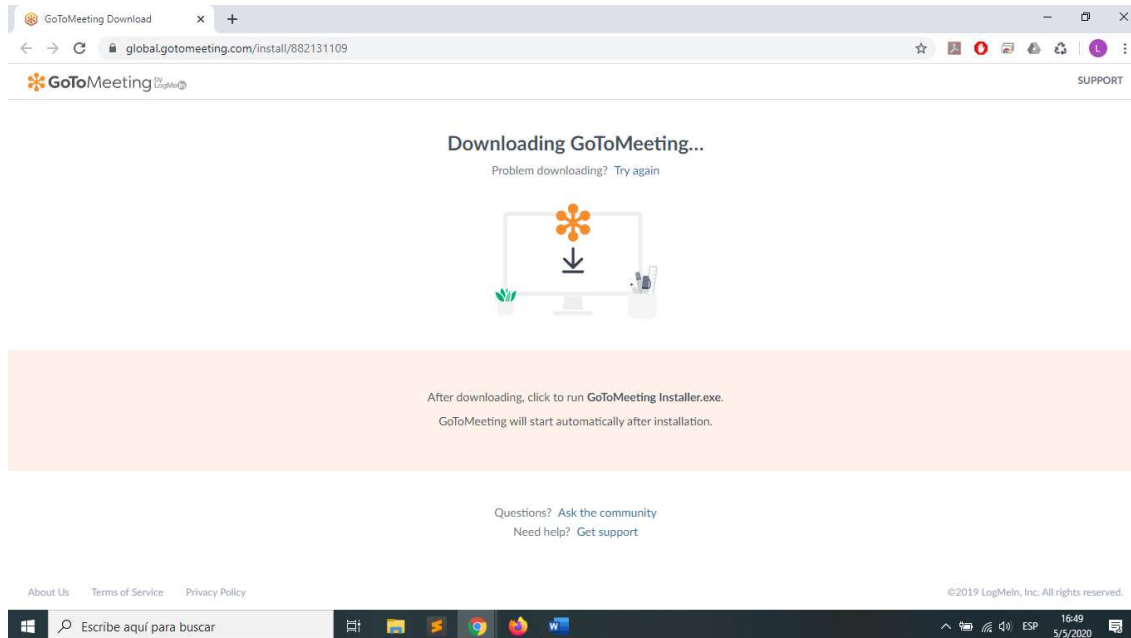 GoToMeeting Download
global.gotomeeting.com/install/882131109
L
GoToMeeting by LogMeIn
SUPPORT
Downloading GoToMeeting...
Problem downloading? Try again
After downloading, click to run GoToMeeting Installer.exe.
GoToMeeting will start automatically after installation.
Questions? Ask the community
Need help? Get support
About Us Terms of Service Privacy Policy
©2019 LogMeIn, Inc. All rights reserved.
Escribe aquí para buscar
ESP
16:49
5/5/2020